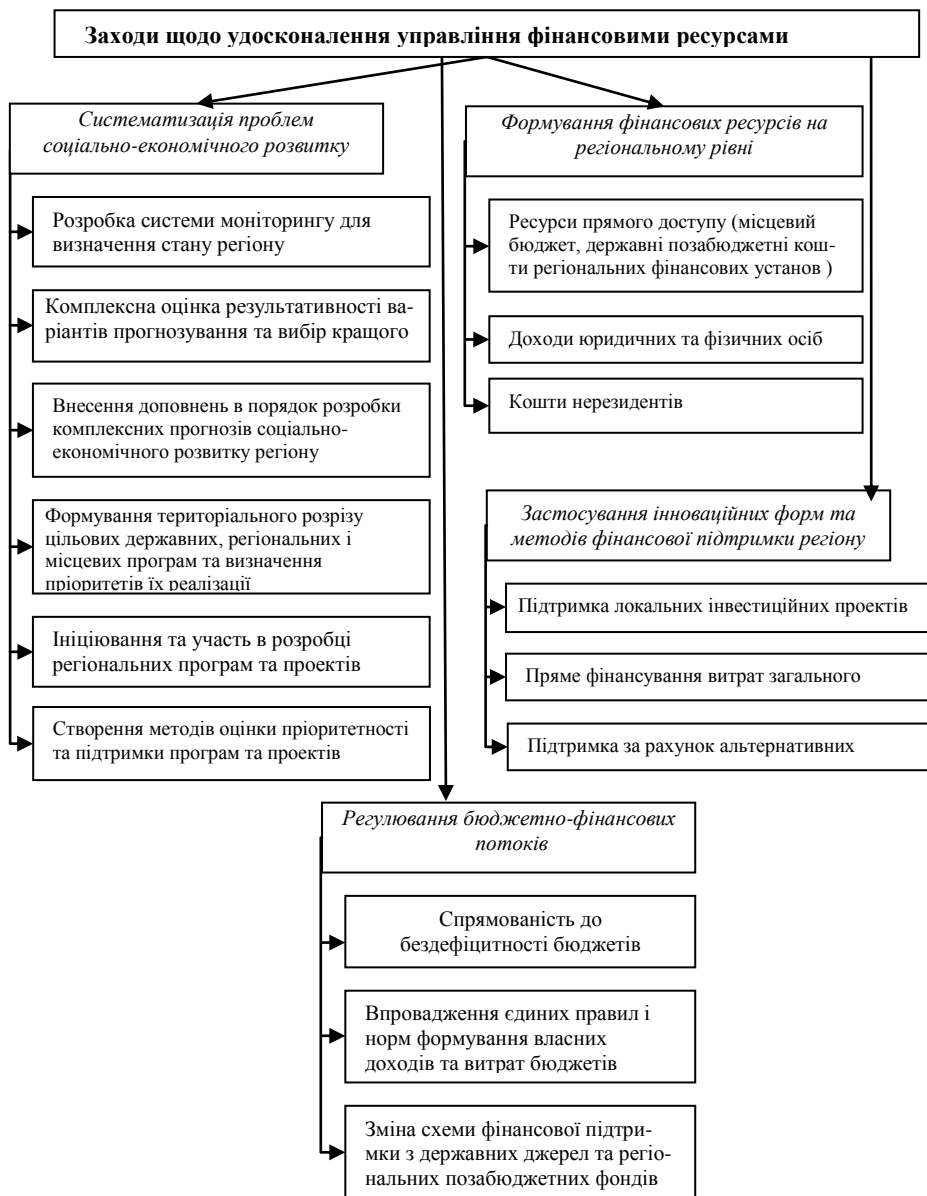 Заходи щодо удосконалення управління фінансовими ресурсами
Систематизація проблем
соціально-економічного розвитку
Розробка системи моніторингу для
визначення стану регіону
Комплексна оцінка результативності ва-
ріантів прогнозування та вибір кращого
Внесення доповнень в порядок розробки
комплексних прогнозів соціально-
економічного розвитку регіону
Формування територіального розрізу
цільових державних, регіональних і
місцевих програм та визначення
пріоритетів їх реалізації
Ініціювання та участь в розробці
регіональних програм та проектів
Створення методів оцінки пріоритетності
та підтримки програм та проектів
Формування фінансових ресурсів на
регіональному рівні
Ресурси прямого доступу (місцевий
бюджет, державні позабюджетні кош-
ти регіональних фінансових установ )
Доходи юридичних та фізичних осіб
Кошти нерезидентів
Застосування інноваційних форм та
методів фінансової підтримки регіону
Підтримка локальних інвестиційних проектів
Пряме фінансування витрат загального
Підтримка за рахунок альтернативних
Регулювання бюджетно-фінансових
потоків
Спрямованість до
бездефіцитності бюджетів
Впровадження єдиних правил і
норм формування власних
доходів та витрат бюджетів
Зміна схеми фінансової підтри-
мки з державних джерел та регіо-
нальних позабюджетних фондів